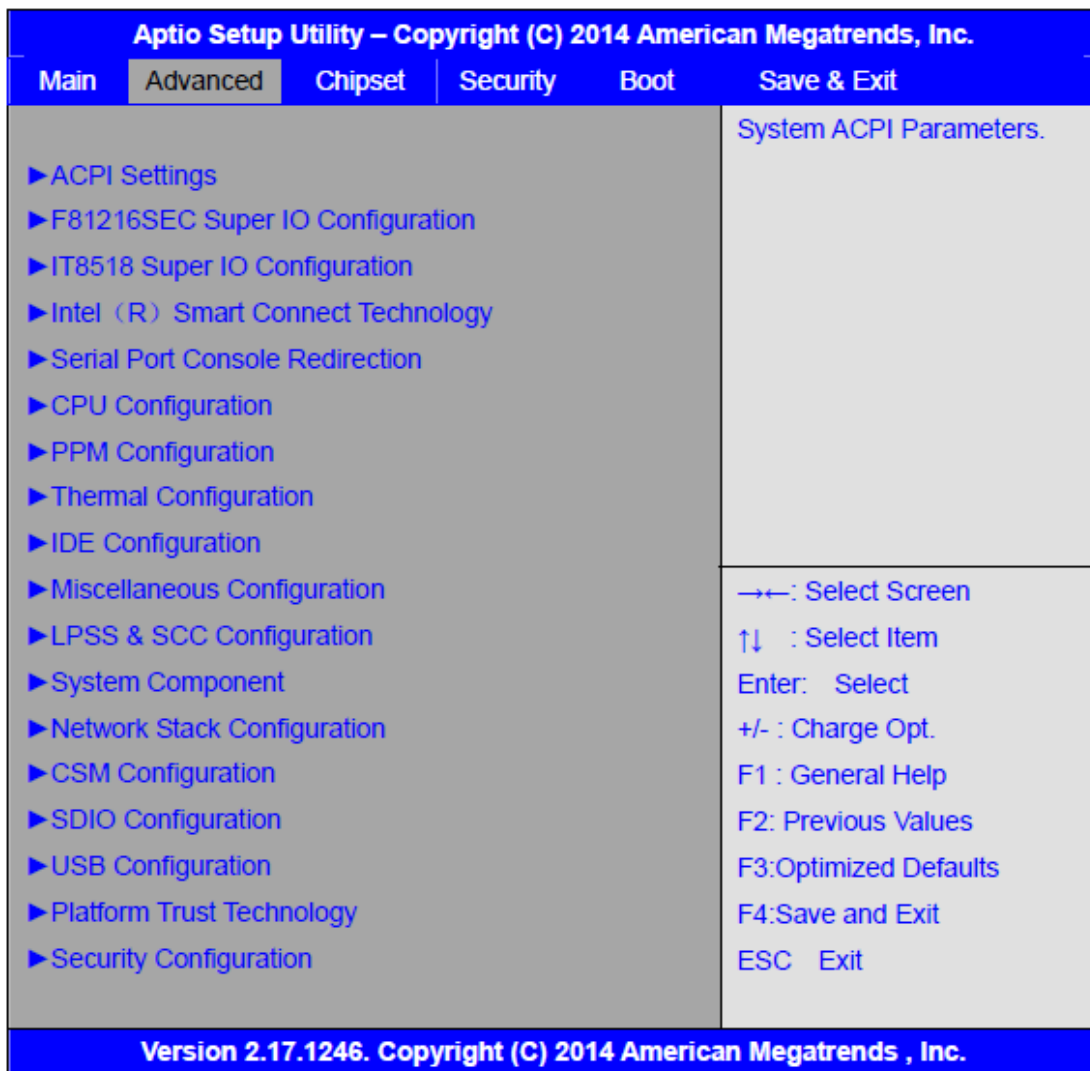 Aptio Setup Utility – Copyright (C) 2014 American Megatrends, Inc.
Main Advanced Chipset Security Boot Save & Exit
System ACPI Parameters.
►ACPI Settings
►F81216SEC Super IO Configuration
►IT8518 Super IO Configuration
►Intel（R）Smart Connect Technology
►Serial Port Console Redirection
►CPU Configuration
►PPM Configuration
►Thermal Configuration
►IDE Configuration
►Miscellaneous Configuration
►LPSS & SCC Configuration
►System Component
►Network Stack Configuration
►CSM Configuration
►SDIO Configuration
►USB Configuration
►Platform Trust Technology
►Security Configuration
→←: Select Screen
↑↓ : Select Item
Enter: Select
+/- : Charge Opt.
F1 : General Help
F2: Previous Values
F3:Optimized Defaults
F4:Save and Exit
ESC Exit
Version 2.17.1246. Copyright (C) 2014 American Megatrends , Inc.